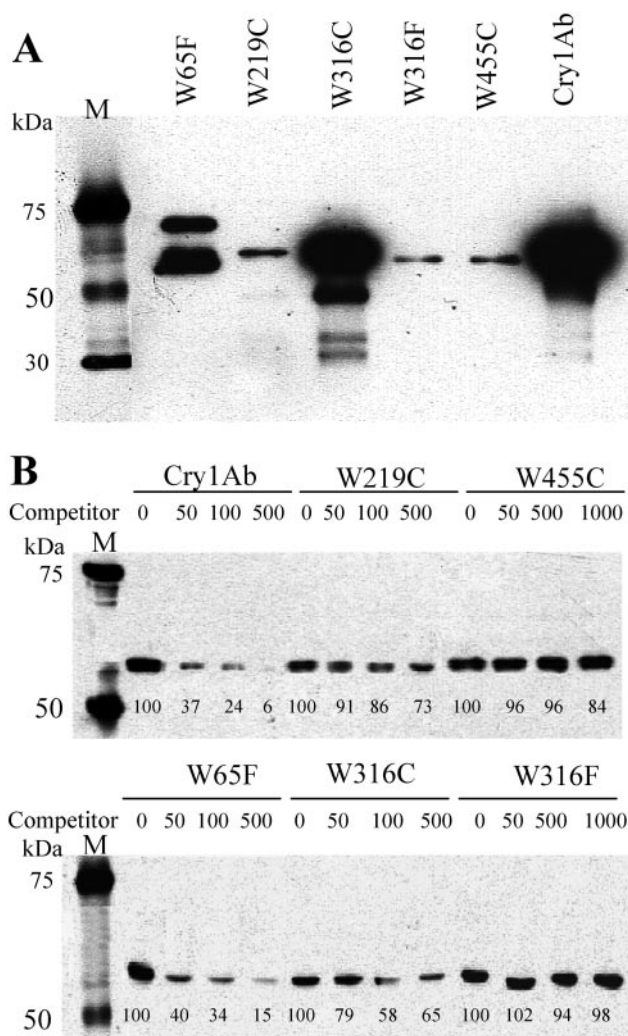 A
W65F W219C W316C W316F W455C Cry1Ab
kDa M
75
50
30
B
Cry1Ab W219C W455C
Competitor 0 50 100 500 0 50 100 500 0 50 500 1000
kDa M
75
50 100 37 24 6 100 91 86 73 100 96 96 84
W65F W316C W316F
Competitor 0 50 100 500 0 50 100 500 0 50 500 1000
kDa M
75
50 100 40 34 15 100 79 58 65 100 102 94 98